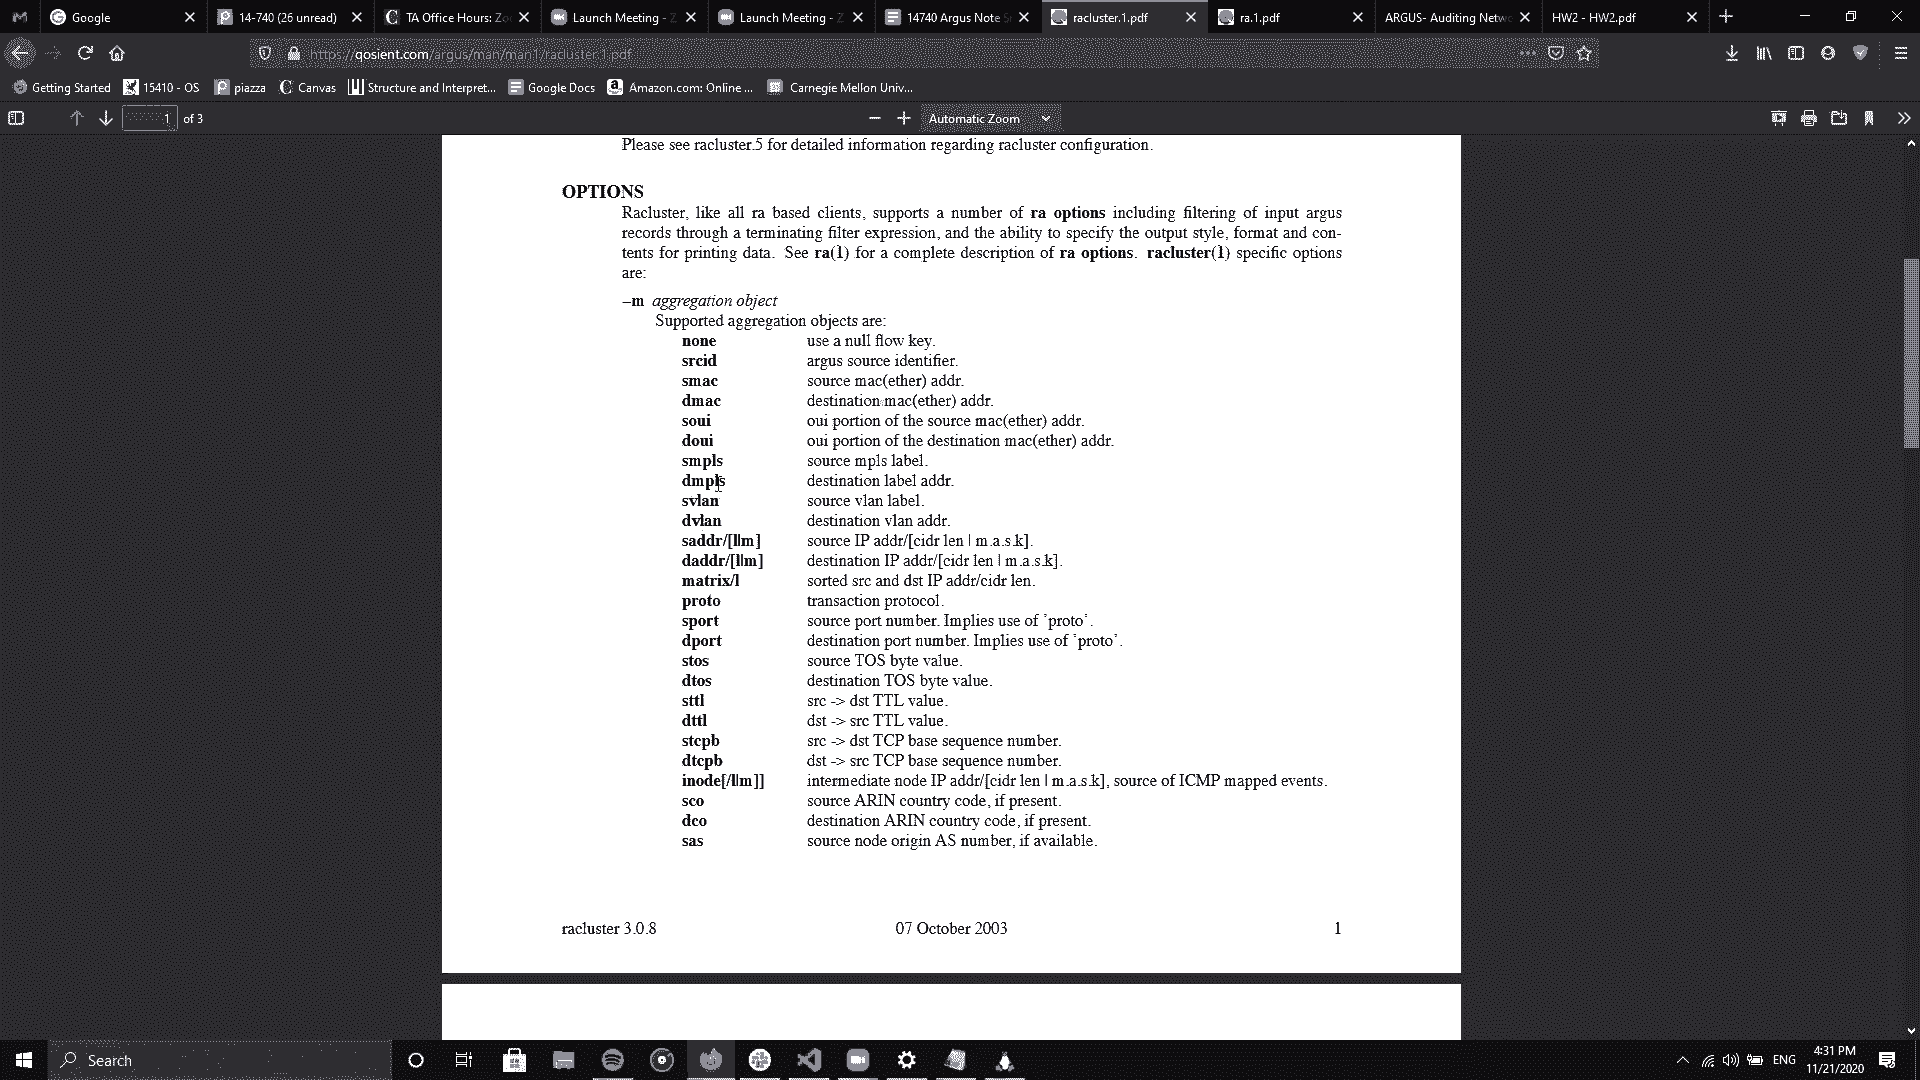 Google
14-740 (26 unread)
TA Office Hours: Zo
Launch Meeting - Z
Launch Meeting - Z
14740 Argus Note S
racluster.1.pdf
ra.1.pdf
ARGUS- Auditing Netw
HW2 - HW2.pdf
https://qosient.com/argus/man/man1/racluster.1.pdf
Getting Started
15410 - OS
piazza
Canvas
Structure and Interpret...
Google Docs
Amazon.com: Online ...
Carnegie Mellon Univ...
1 of 3
Automatic Zoom
Please see racluster.5 for detailed information regarding racluster configuration.
OPTIONS
Racluster, like all ra based clients, supports a number of ra options including filtering of input argus
records through a terminating filter expression, and the ability to specify the output style, format and con-
tents for printing data. See ra(1) for a complete description of ra options. racluster(1) specific options
are:
−m aggregation object
Supported aggregation objects are:
none use a null flow key.
srcid argus source identifier.
smac source mac(ether) addr.
dmac destination mac(ether) addr.
soui oui portion of the source mac(ether) addr.
doui oui portion of the destination mac(ether) addr.
smpls source mpls label.
dmpls destination label addr.
svlan source vlan label.
dvlan destination vlan addr.
saddr/[l|m] source IP addr/[cidr len | m.a.s.k].
daddr/[l|m] destination IP addr/[cidr len | m.a.s.k].
matrix/l sorted src and dst IP addr/cidr len.
proto transaction protocol.
sport source port number. Implies use of 'proto'.
dport destination port number. Implies use of 'proto'.
stos source TOS byte value.
dtos destination TOS byte value.
sttl src -> dst TTL value.
dttl dst -> src TTL value.
stcpb src -> dst TCP base sequence number.
dtcpb dst -> src TCP base sequence number.
inode[/l|m]] intermediate node IP addr/[cidr len | m.a.s.k], source of ICMP mapped events.
sco source ARIN country code, if present.
dco destination ARIN country code, if present.
sas source node origin AS number, if available.
racluster 3.0.8 07 October 2003 1
Search
ENG
4:31 PM
11/21/2020